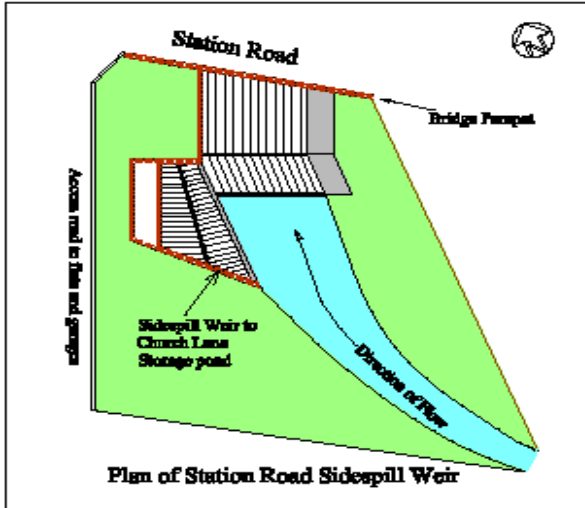 Station Road
Bridge Parapet
Access road to flats and garages
Sidespill Weir to
Church Lane
Storage pond
Direction of Flow
Plan of Station Road Sidespill Weir